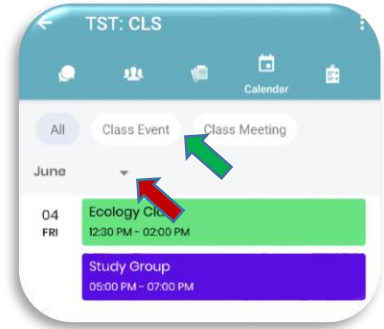 TST: CLS
Calendar
All Class Event Class Meeting
June
04 Ecology
FRI 12:30 PM - 02:00 PM
Study Group
05:00 PM - 07:00 PM